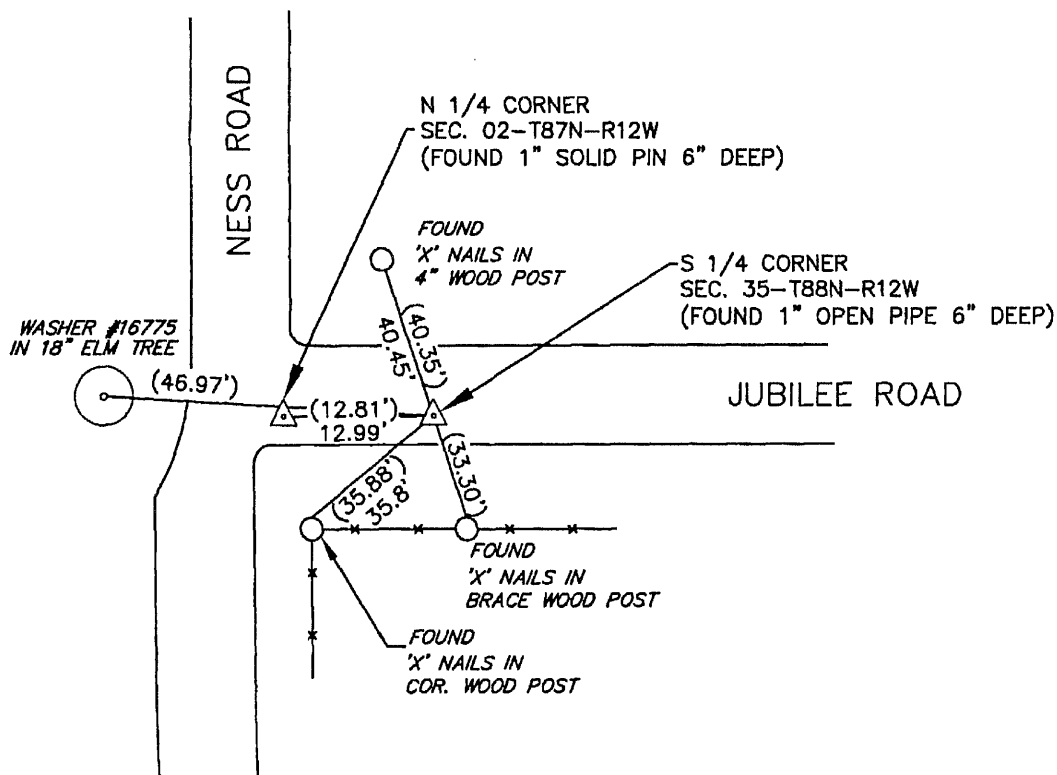 NESS ROAD
N 1/4 CORNER
SEC. 02-T87N-R12W
(FOUND 1" SOLID PIN 6" DEEP)
FOUND
'X' NAILS IN
4" WOOD POST
S 1/4 CORNER
SEC. 35-T88N-R12W
(FOUND 1" OPEN PIPE 6" DEEP)
WASHER #16775
IN 18" ELM TREE
(46.97')
(40.35')
40.45'
JUBILEE ROAD
(12.81')
12.99'
(35.88')
35.8'
(33.30')
FOUND
'X' NAILS IN
BRACE WOOD POST
FOUND
'X' NAILS IN
COR. WOOD POST